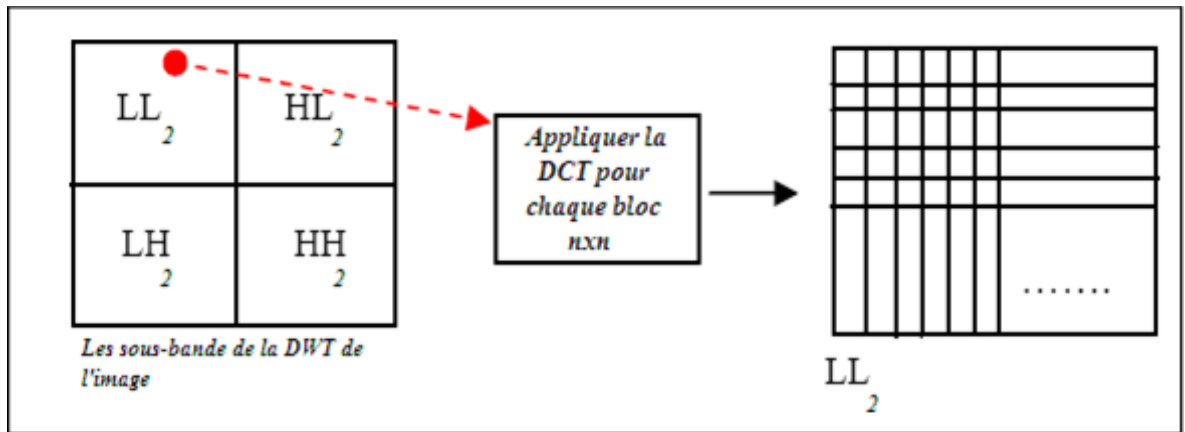 LL2
HL2
LH2
HH2
Les sous-bande de la DWT de
l'image
Appliquer la
DCT pour
chaque bloc
nxn
.......
LL2